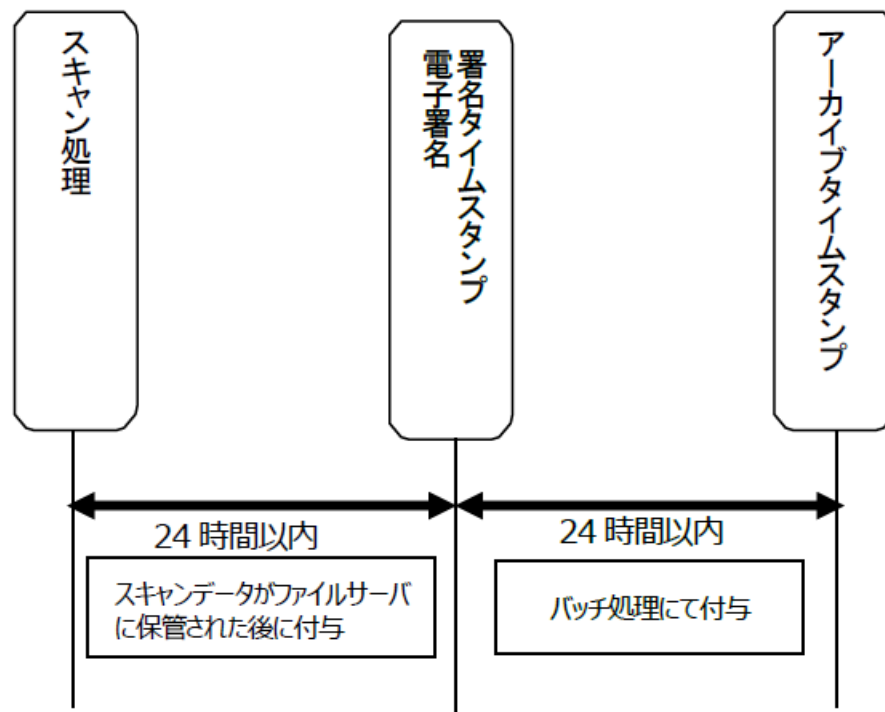 スキャン処理
署名タイムスタンプ
電子署名
アーカイブタイムスタンプ
24 時間以内
24 時間以内
スキャンデータがファイルサーバ
に保管された後に付与
バッチ処理にて付与